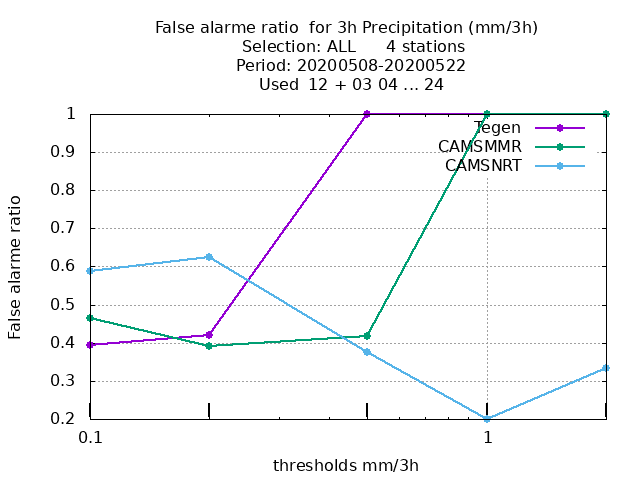 False alarme ratio  for 3h Precipitation (mm/3h)
Selection: ALL      4 stations
Period: 20200508-20200522
Used  12 + 03 04 ... 24
1
0.9
0.8
0.7
0.6
0.5
0.4
0.3
0.2
False alarme ratio
Tegen
CAMSMMR
CAMSNRT
0.1
1
thresholds mm/3h